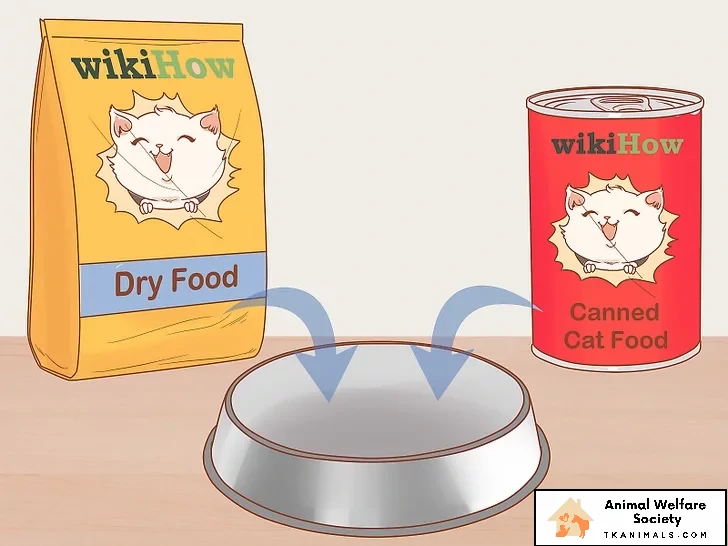 wikiHow
Dry Food
wikiHow
Canned
Cat Food
Animal Welfare
Society
TKANIMALS.COM